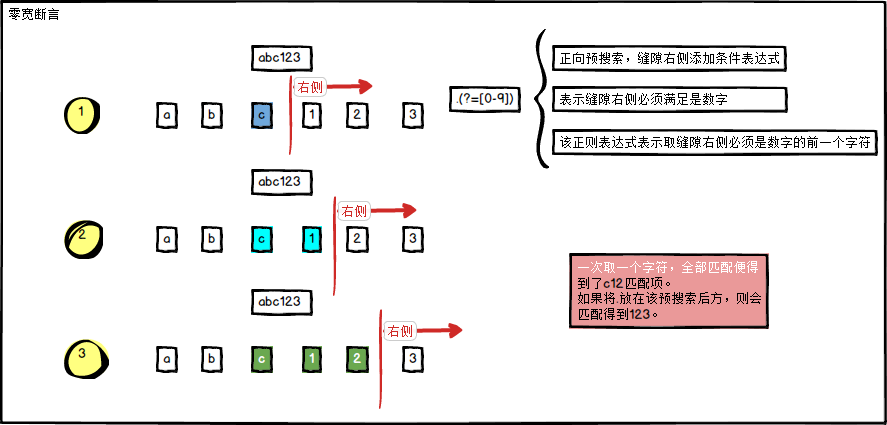 零宽断言
abc123
右侧
1
a b c 1 2 3
.(?=[0-9])
正向预搜索，缝隙右侧添加条件表达式
表示缝隙右侧必须满足是数字
该正则表达式表示取缝隙右侧必须是数字的前一个字符
abc123
右侧
2
a b c 1 2 3
一次取一个字符，全部匹配便得
到了c12匹配项。
如果将.放在该预搜索后方，则会
匹配得到123。
abc123
右侧
3
a b c 1 2 3